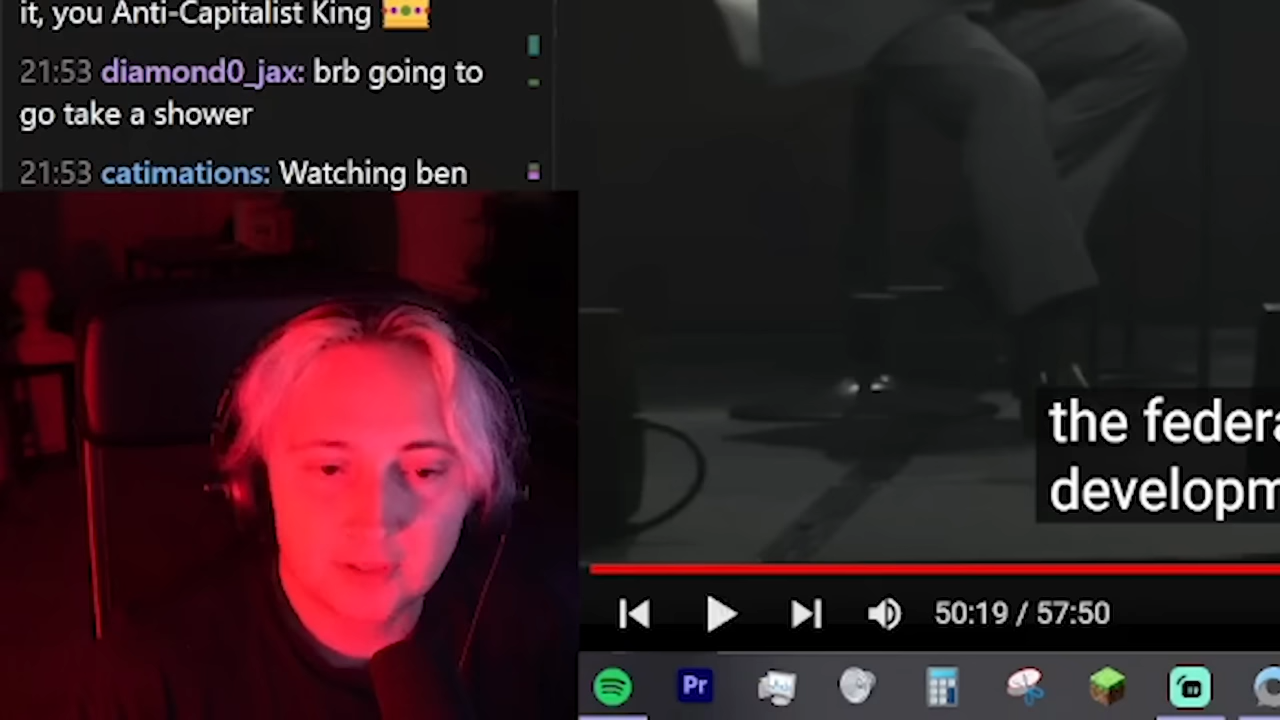 it, you Anti-Capitalist King
21:53 diamond0_jax: brb going to
go take a shower
21:53 catimations: Watching ben
the federa
developm
50:19 / 57:50
Pr